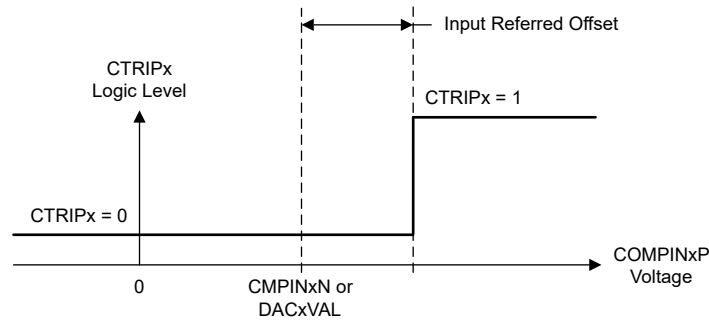 Input Referred Offset
CTRIPx
Logic Level
CTRIPx = 1
CTRIPx = 0
COMPINxP
Voltage
0
CMPINxN or
DACxVAL